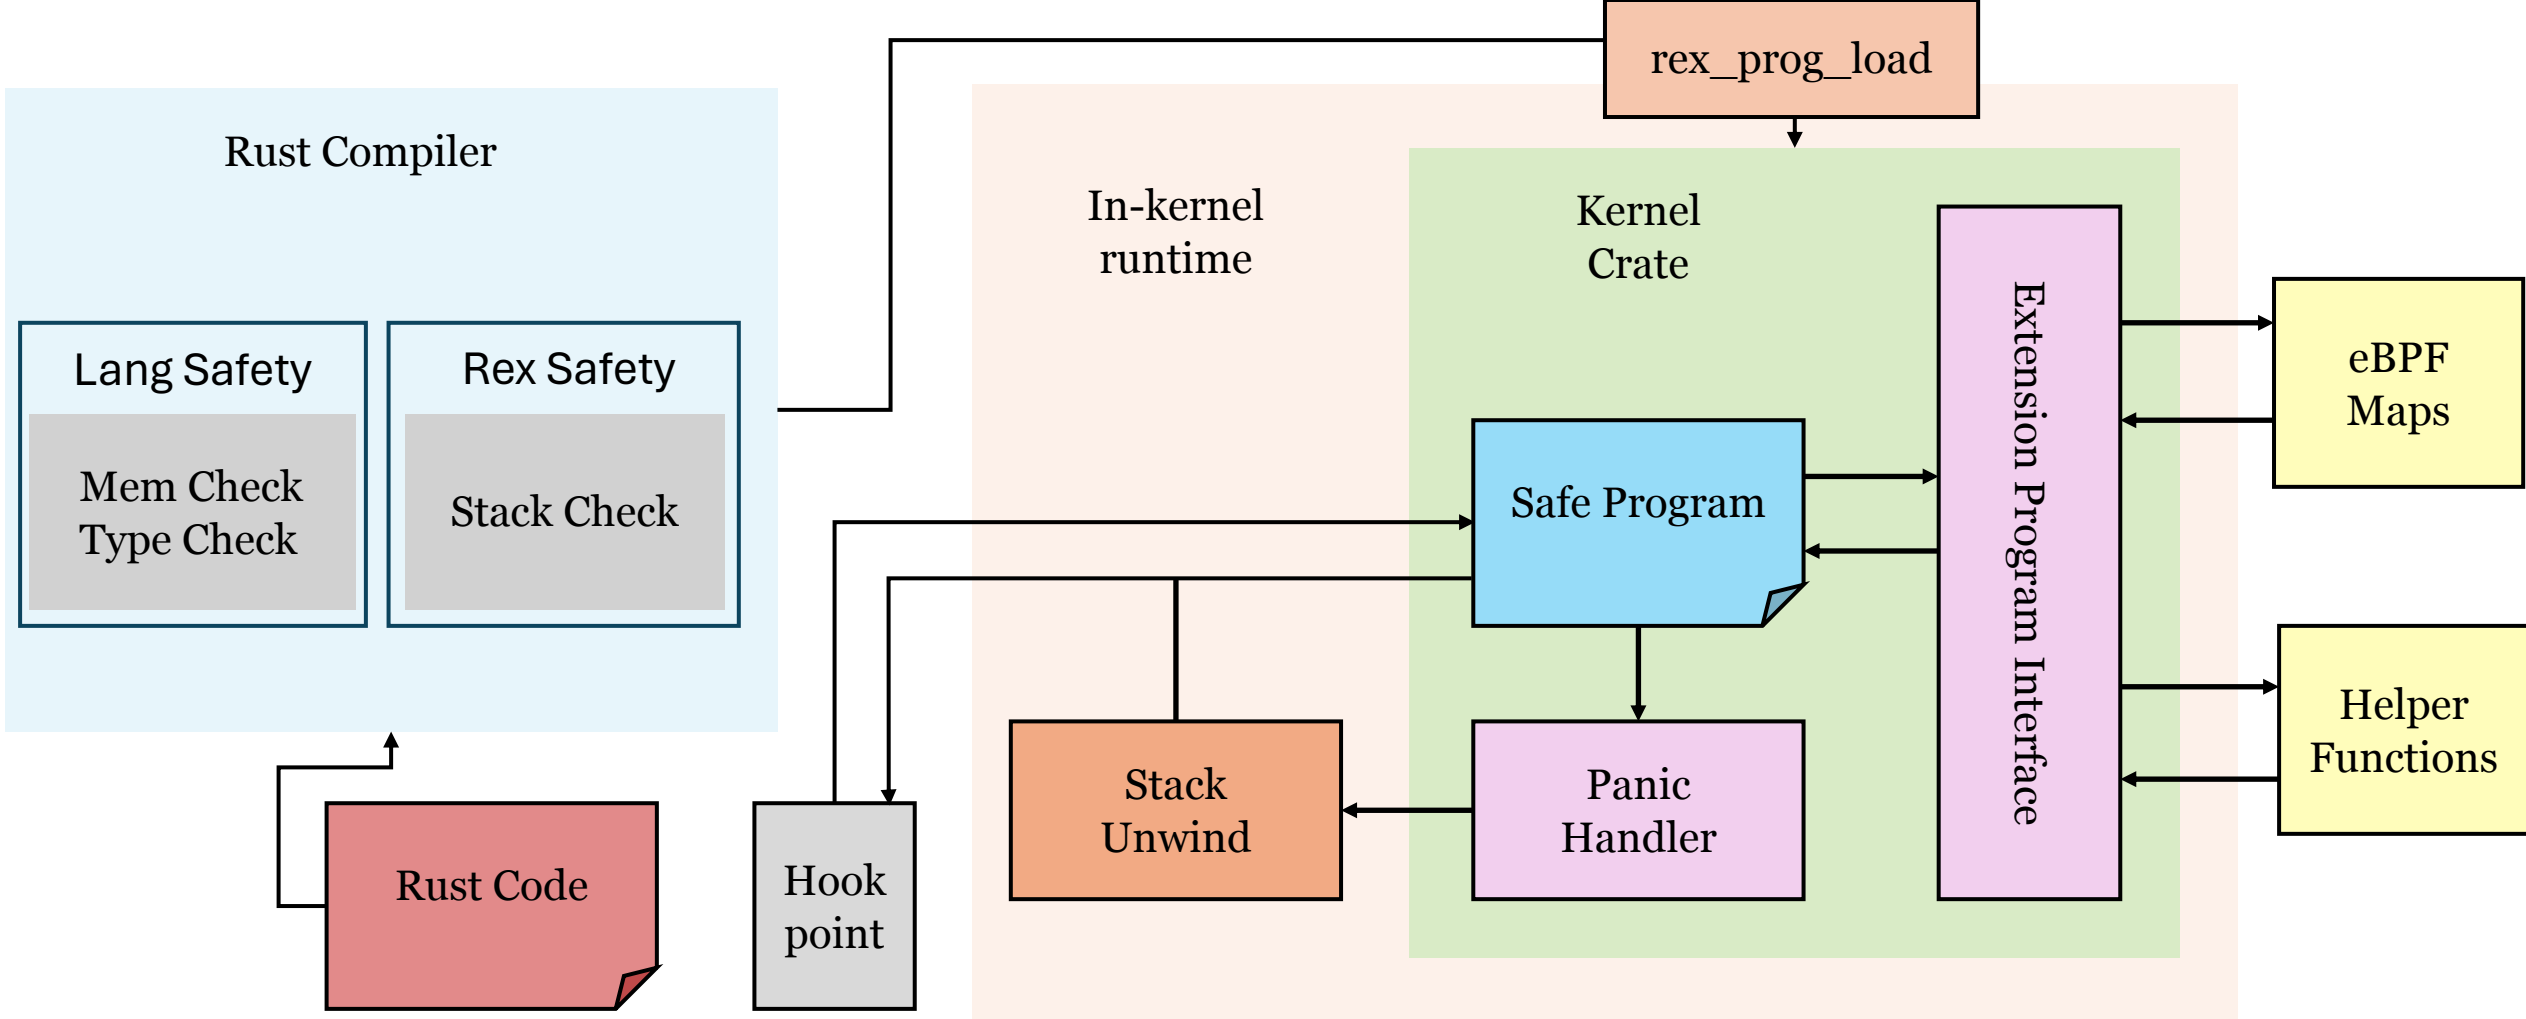 rex_prog_load
Rust Compiler
Lang Safety
Mem Check
Type Check
Rex Safety
Stack Check
Rust Code
Hook
point
In-kernel
runtime
Kernel
Crate
Safe Program
Stack
Unwind
Panic
Handler
Extension Program Interface
eBPF
Maps
Helper
Functions